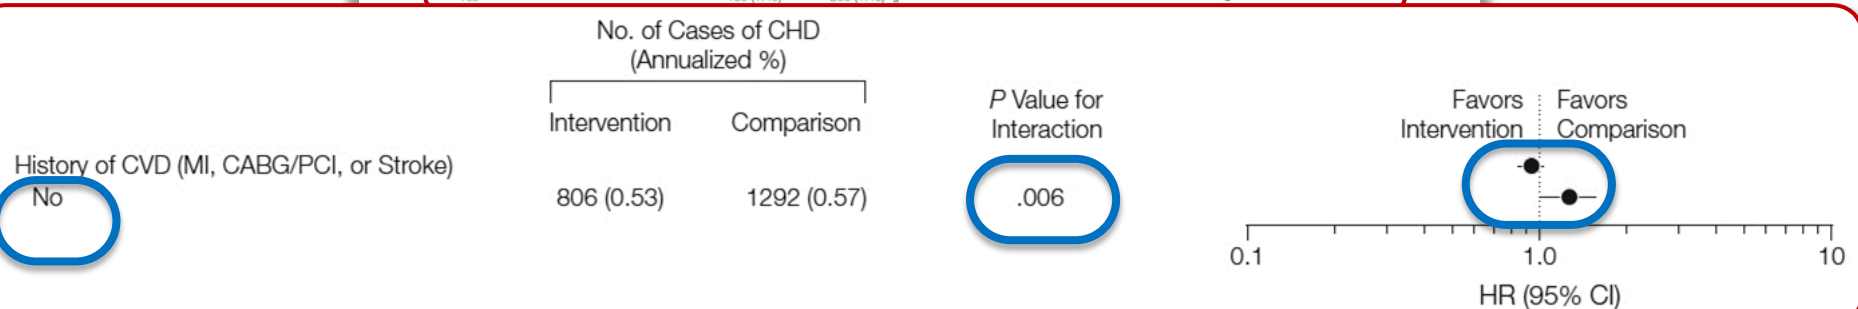 No. of Cases of CHD
(Annualized %)
Intervention Comparison
P Value for
Interaction
Favors Favors
Intervention Comparison
History of CVD (MI, CABG/PCI, or Stroke)
No 806 (0.53) 1292 (0.57) .006
0.1 1.0 10
HR (95% CI)